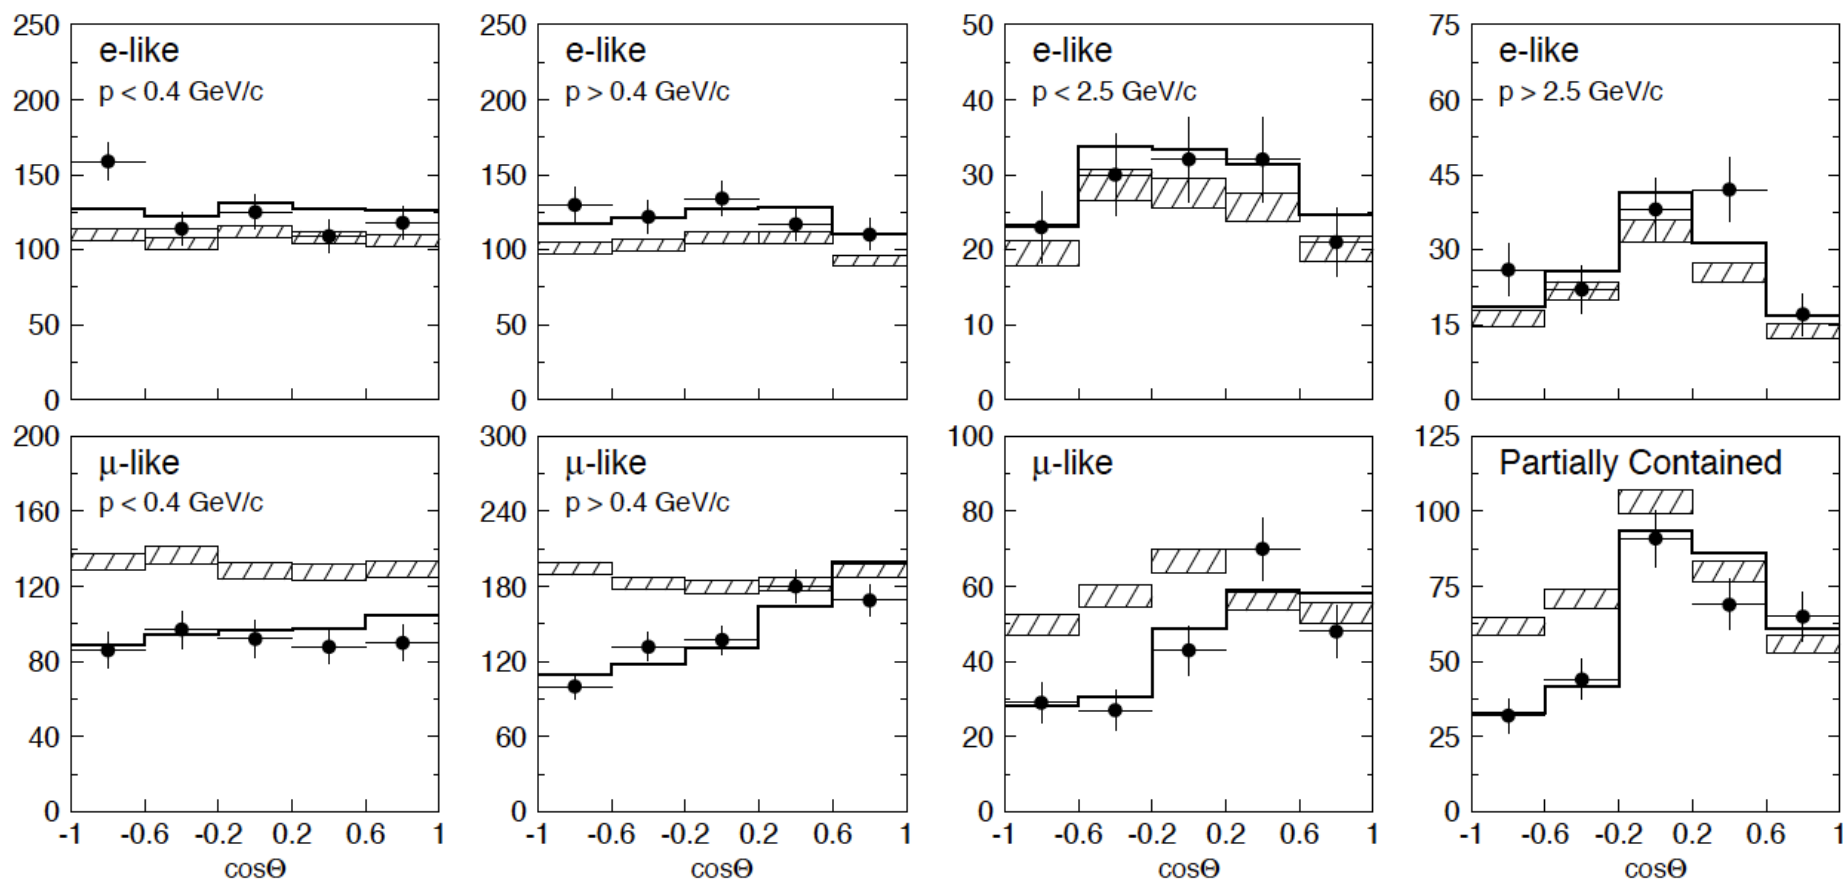 250
200
150
100
50
0
e-like
p < 0.4 GeV/c
250
200
150
100
50
0
e-like
p > 0.4 GeV/c
50
40
30
20
10
0
e-like
p < 2.5 GeV/c
75
60
45
30
15
0
e-like
p > 2.5 GeV/c
200
160
120
80
40
0
μ-like
p < 0.4 GeV/c
-1 -0.6 -0.2 0.2 0.6 1
cosΘ
300
240
180
120
60
0
μ-like
p > 0.4 GeV/c
-1 -0.6 -0.2 0.2 0.6 1
cosΘ
100
80
60
40
20
0
μ-like
-1 -0.6 -0.2 0.2 0.6 1
cosΘ
125
100
75
50
25
0
Partially Contained
-1 -0.6 -0.2 0.2 0.6 1
cosΘ